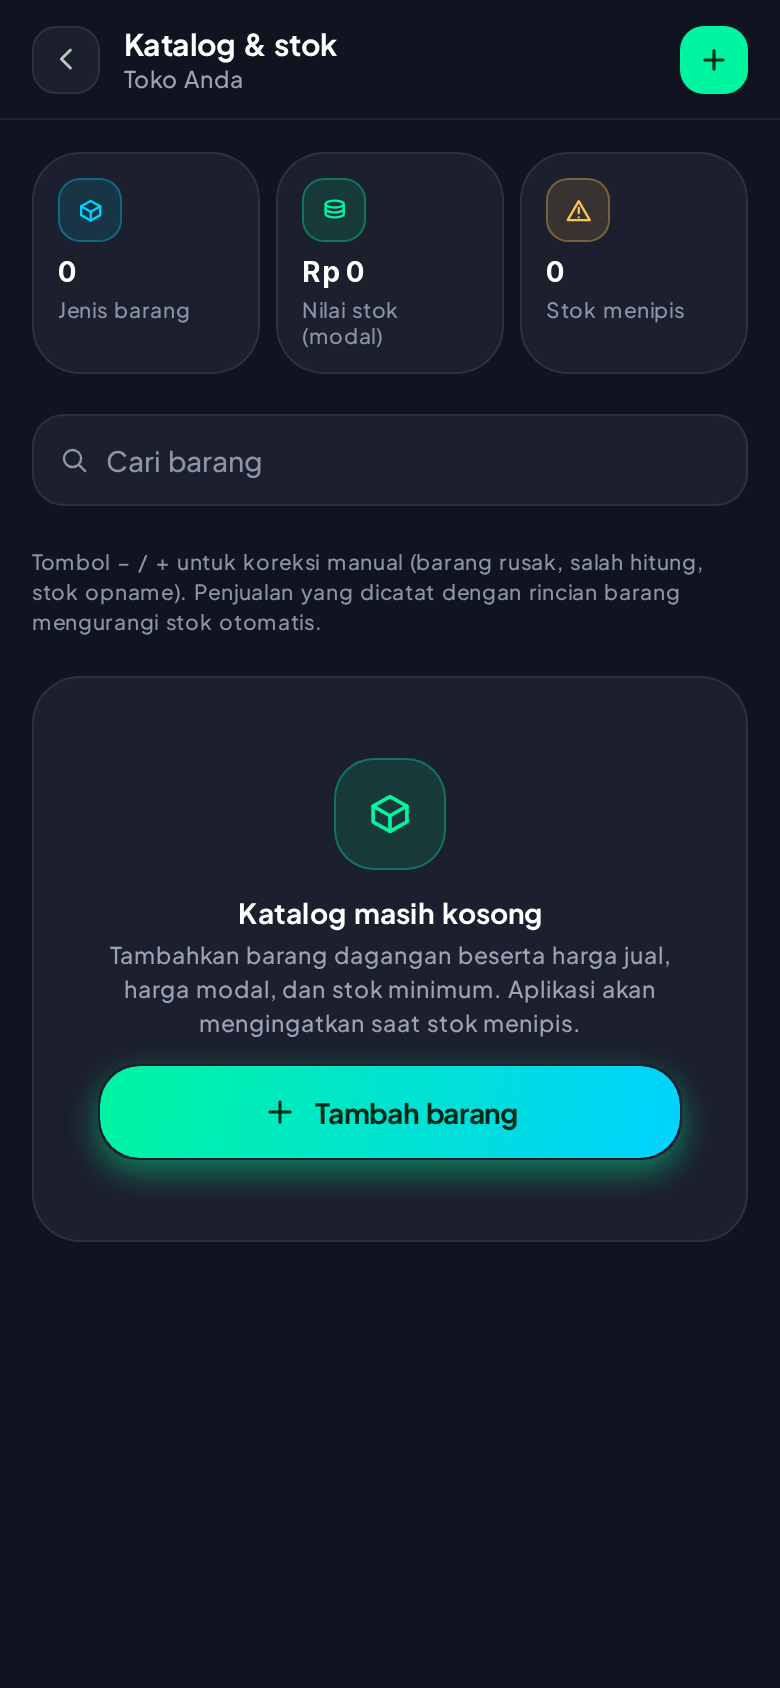 Katalog & stok
Toko Anda
0
Jenis barang
Rp 0
Nilai stok
(modal)
0
Stok menipis
Cari barang
Tombol − / + untuk koreksi manual (barang rusak, salah hitung,
stok opname). Penjualan yang dicatat dengan rincian barang
mengurangi stok otomatis.
Katalog masih kosong
Tambahkan barang dagangan beserta harga jual,
harga modal, dan stok minimum. Aplikasi akan
mengingatkan saat stok menipis.
Tambah barang